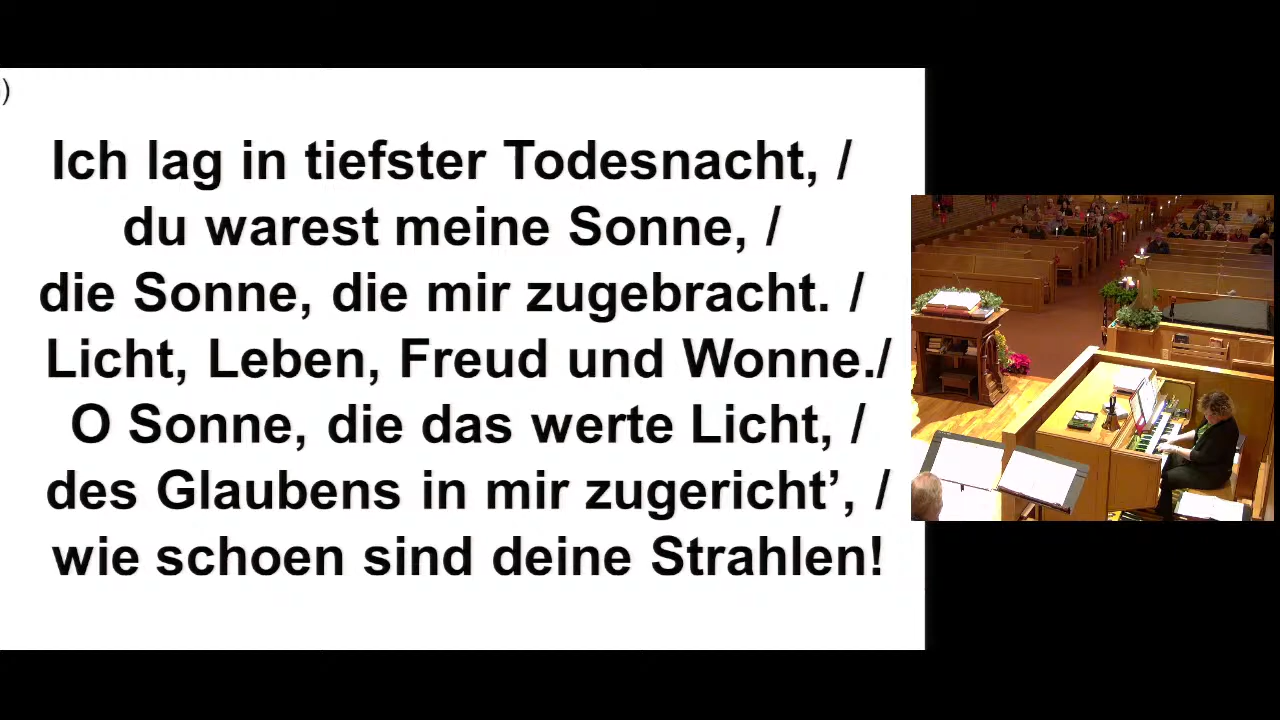 )
Ich lag in tiefster Todesnacht, /
du warest meine Sonne, /
die Sonne, die mir zugebracht. /
Licht, Leben, Freud und Wonne./
O Sonne, die das werte Licht, /
des Glaubens in mir zugericht’, /
wie schoen sind deine Strahlen!